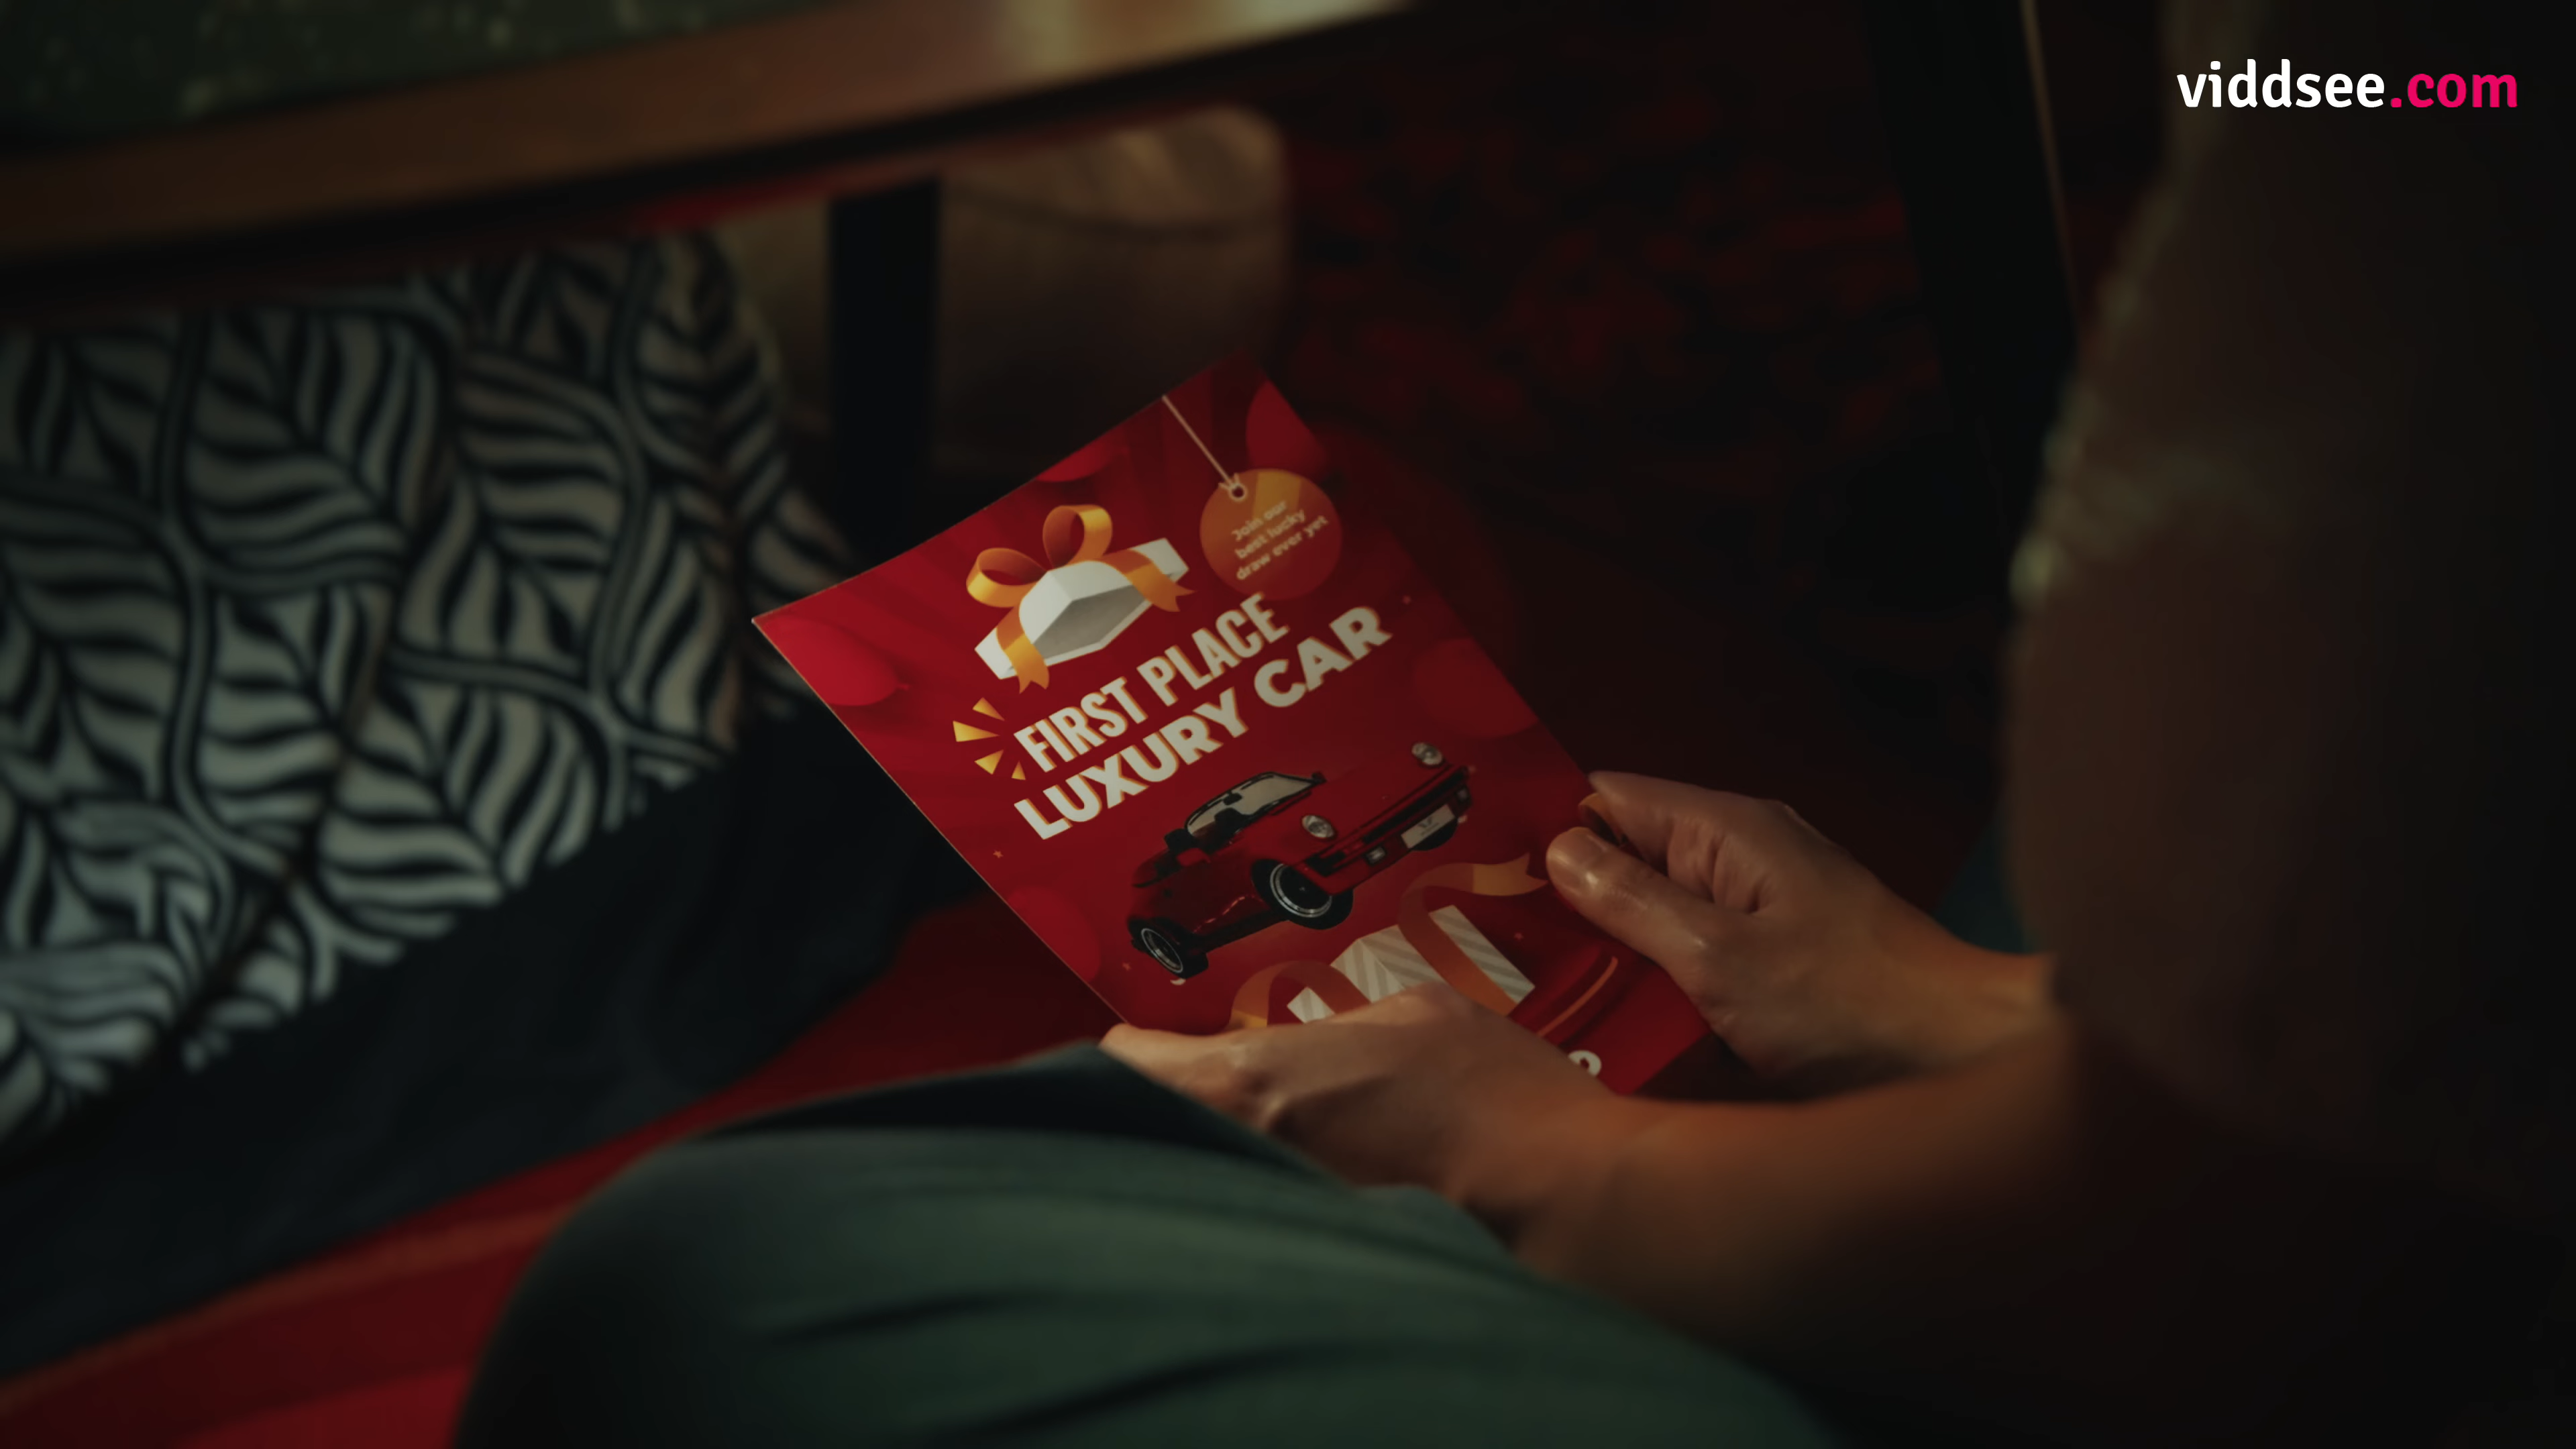 viddsee.com
Join our
best lucky
draw ever yet
FIRST PLACE
LUXURY CAR